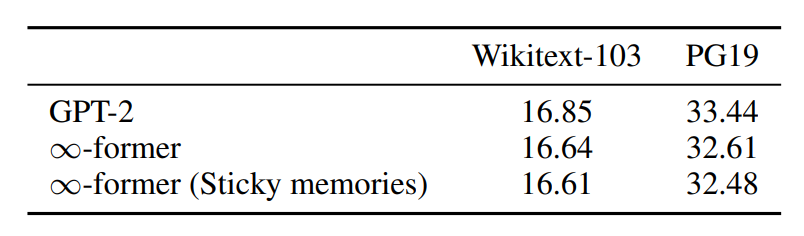 Wikitext-103 PG19
GPT-2 16.85 33.44
∞-former 16.64 32.61
∞-former (Sticky memories) 16.61 32.48